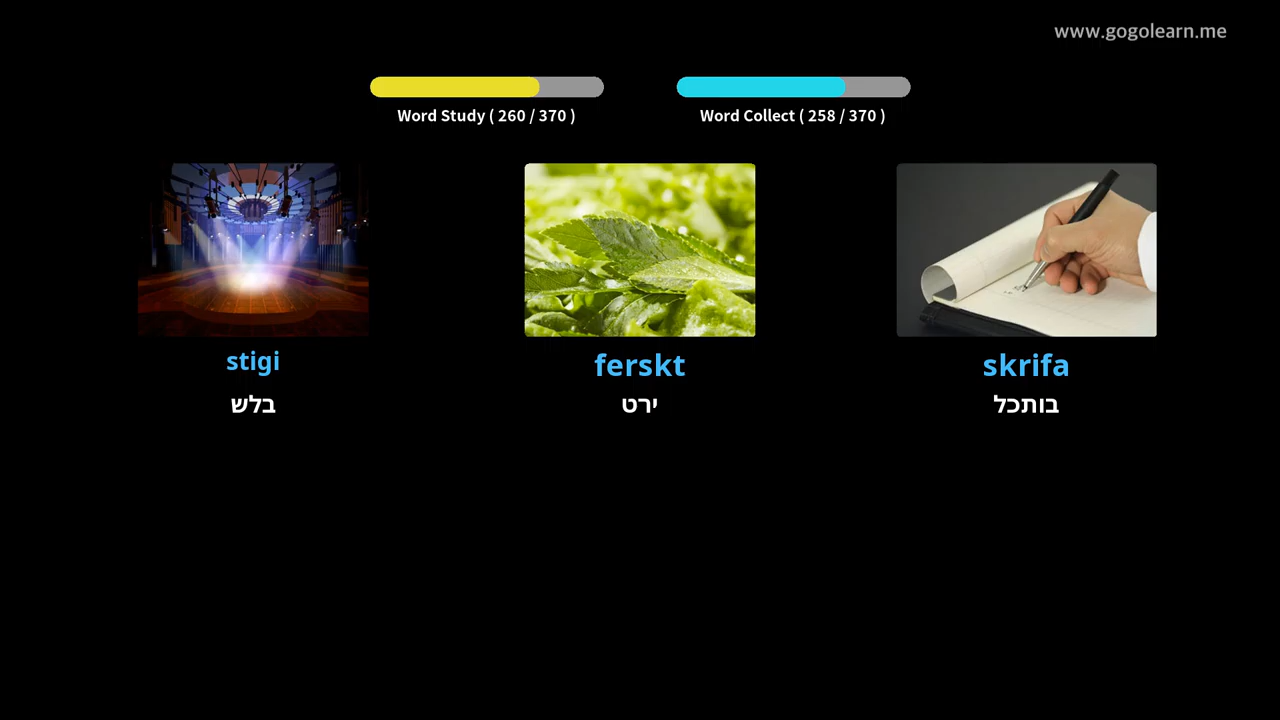 www.gogolearn.me
Word Study ( 260 / 370 )
Word Collect ( 258 / 370 )
stigi
בלש
ferskt
ירט
skrifa
בותכל